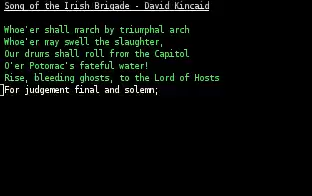 Song of the Irish Brigade - David Kincaid
Whoe'er shall march by triumphal arch
Whoe'er may swell the slaughter,
Our drums shall roll from the Capitol
O'er Potomac's fateful water!
Rise, bleeding ghosts, to the Lord of Hosts
For judgement final and solemn;